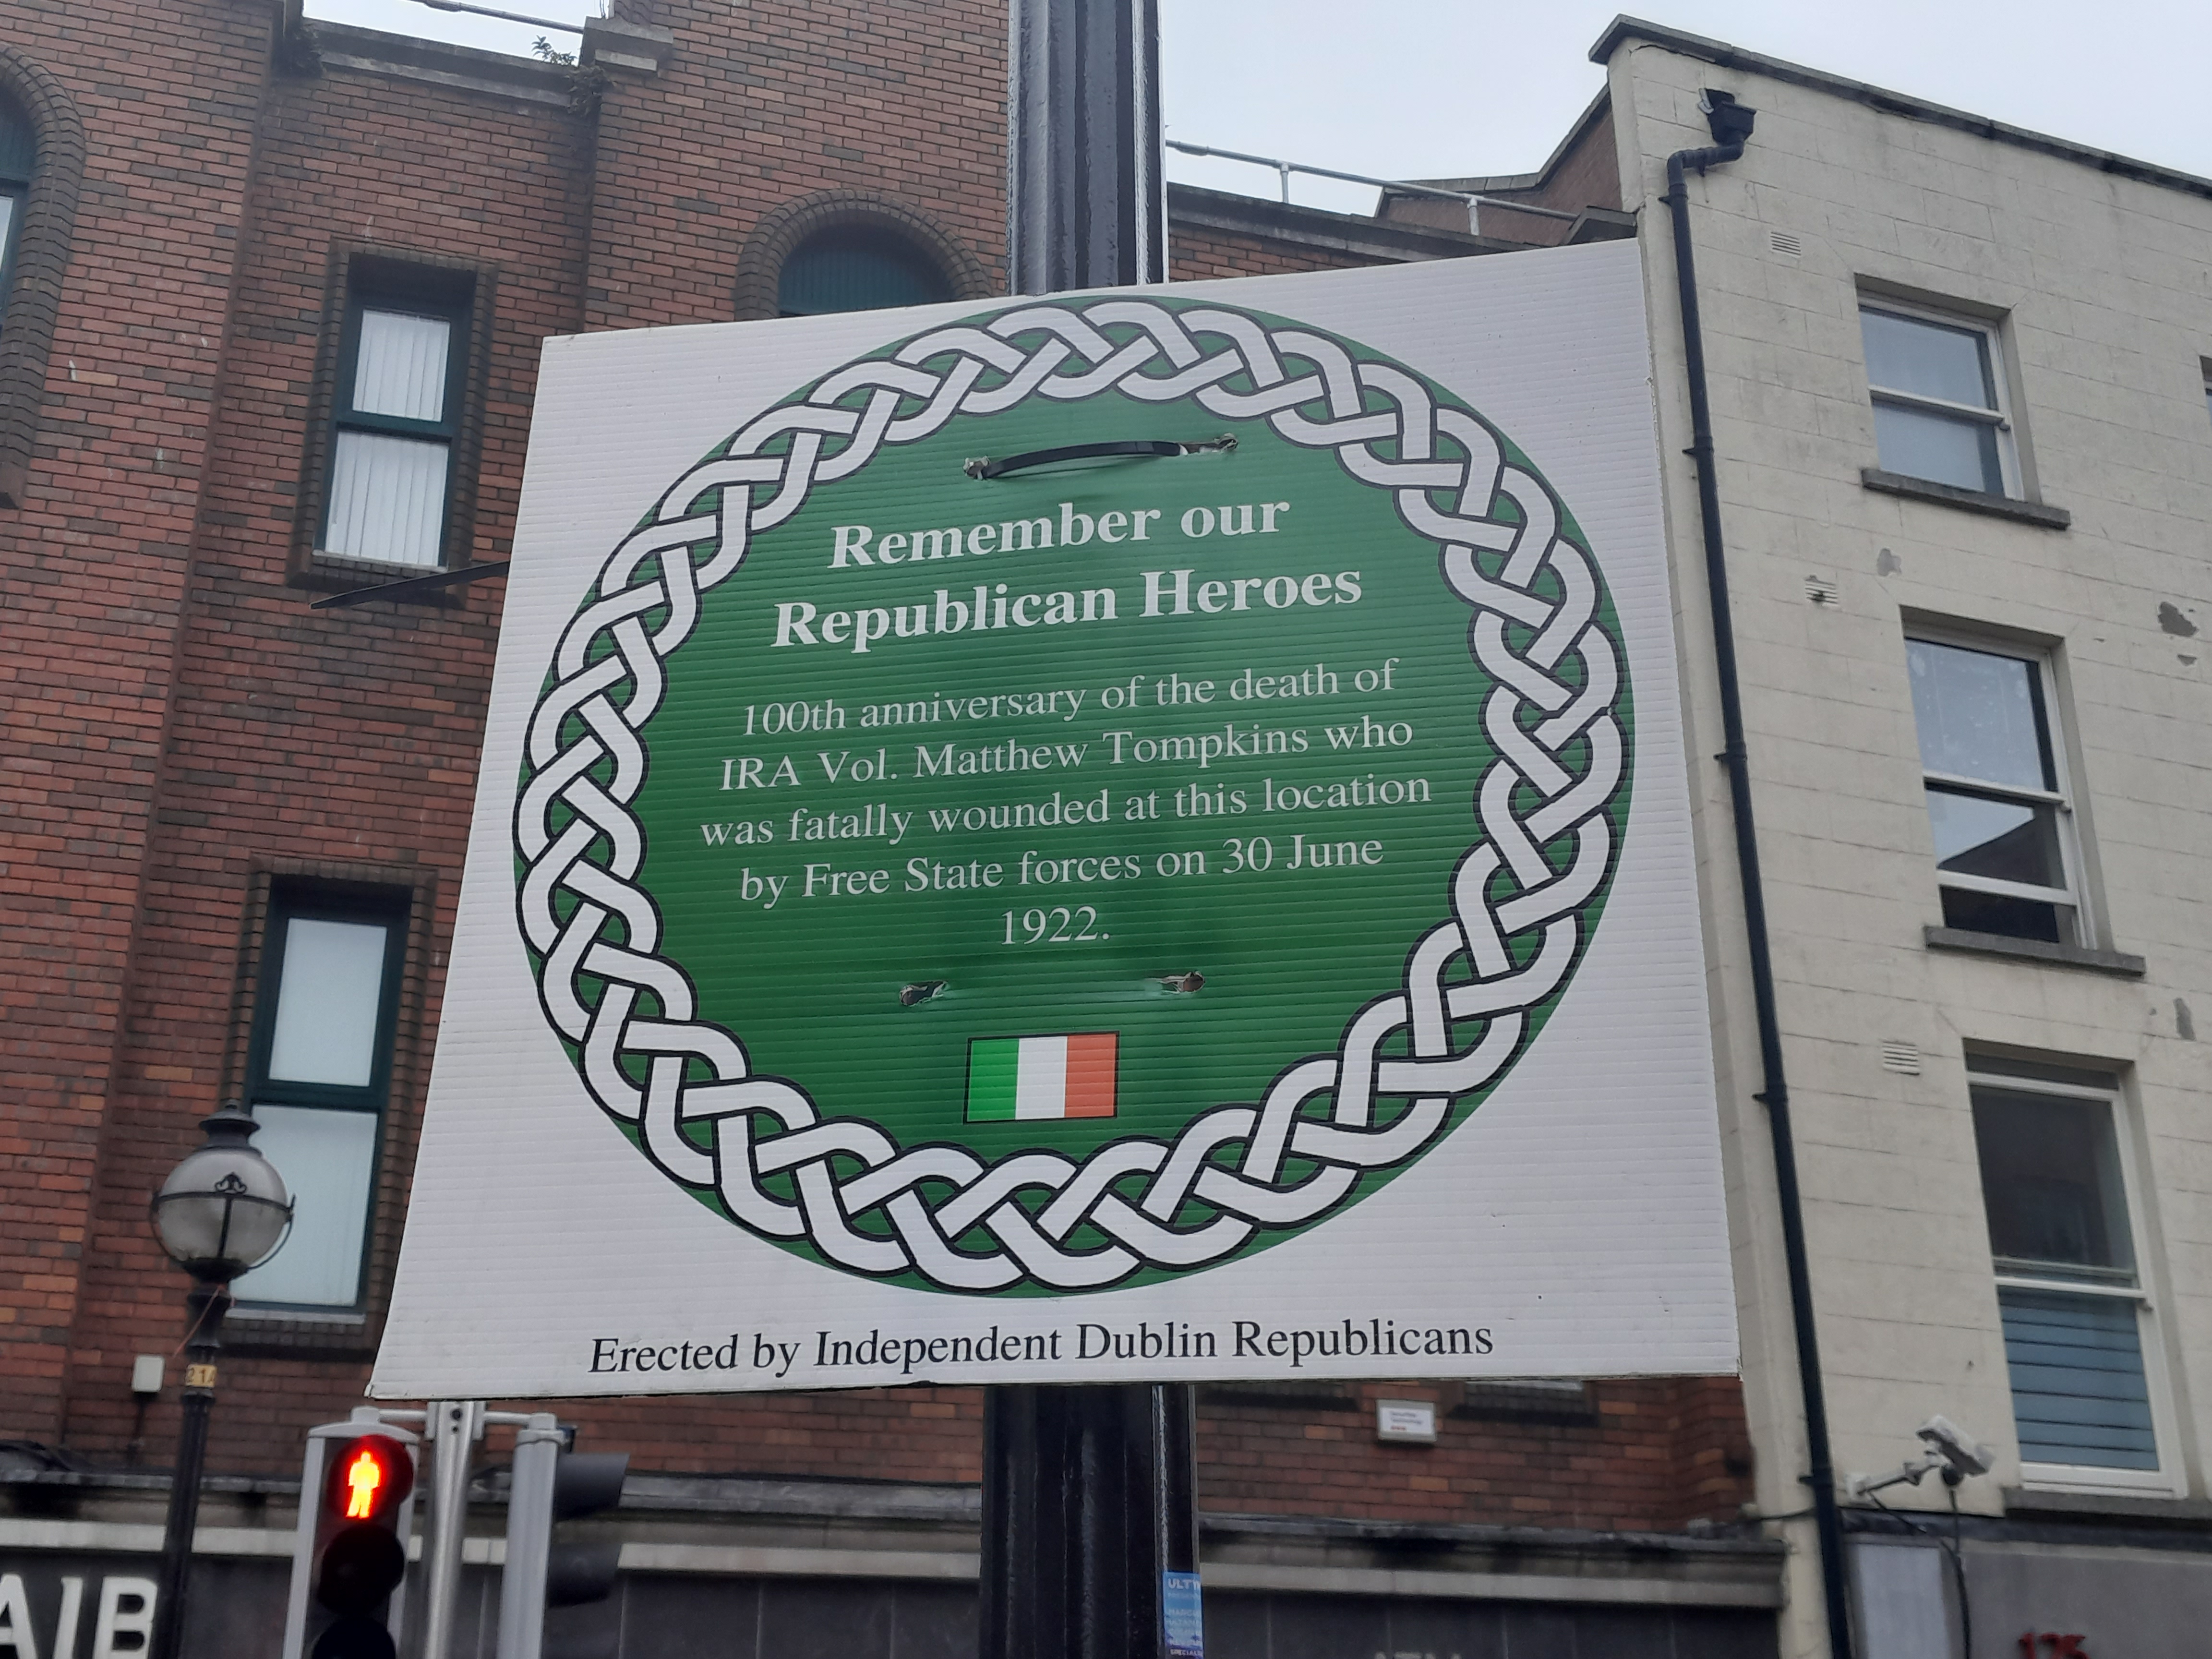 Remember our
Republican Heroes
100th anniversary of the death of
IRA Vol. Matthew Tompkins who
was fatally wounded at this location
by Free State forces on 30 June
1922.
Erected by Independent Dublin Republicans
21A
AIB